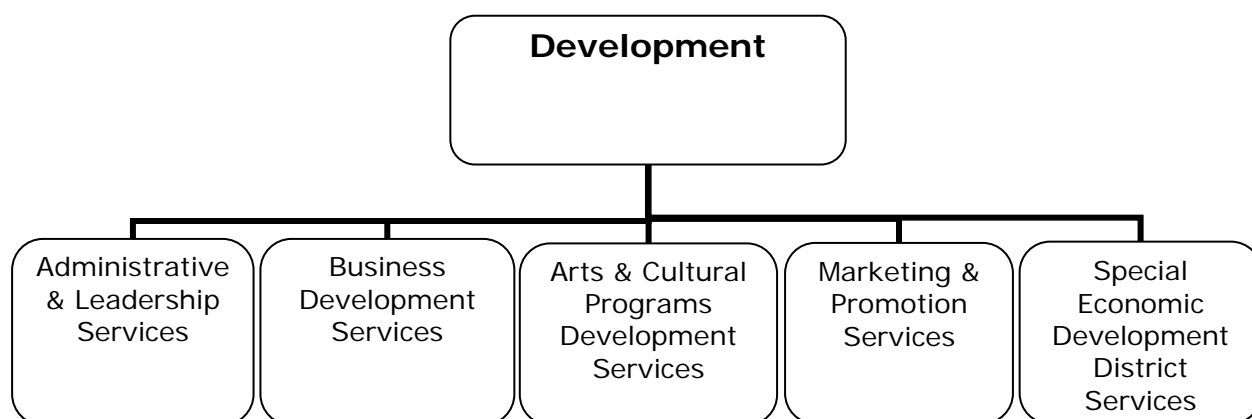 Development
Administrative
& Leadership
Services
Business
Development
Services
Arts & Cultural
Programs
Development
Services
Marketing &
Promotion
Services
Special
Economic
Development
District
Services